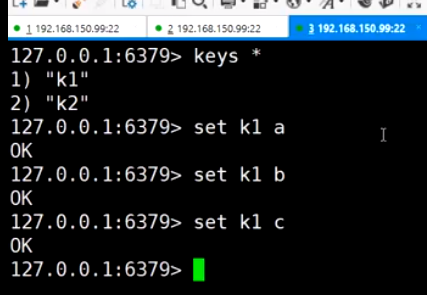 1 192.168.150.99:22
2 192.168.150.99:22
3 192.168.150.99:22
127.0.0.1:6379> keys *
1) "k1"
2) "k2"
127.0.0.1:6379> set k1 a
OK
127.0.0.1:6379> set k1 b
OK
127.0.0.1:6379> set k1 c
OK
127.0.0.1:6379>